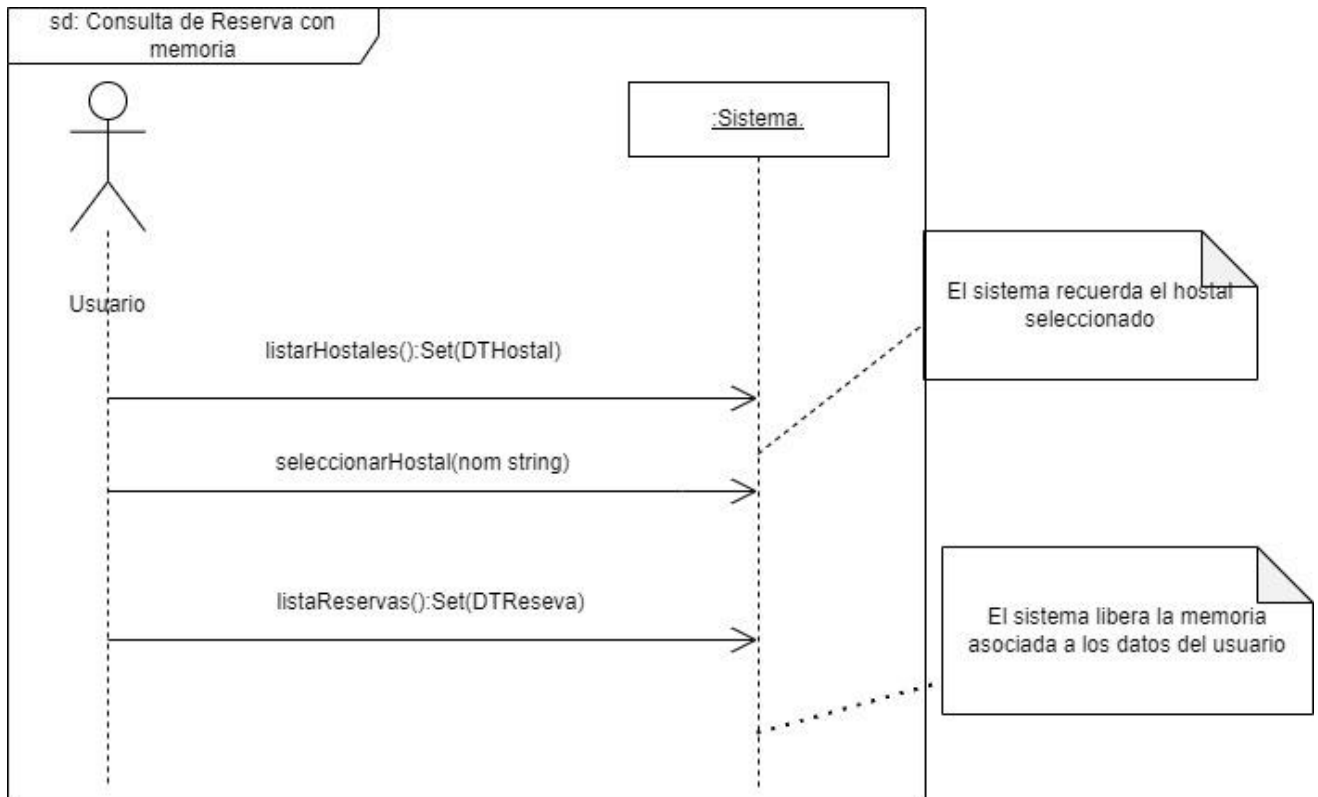 sd: Consulta de Reserva con
memoria
:Sistema.
Usuario
El sistema recuerda el hostal
seleccionado
listarHostales():Set(DTHostal)
seleccionarHostal(nom string)
listaReservas():Set(DTReseva)
El sistema libera la memoria
asociada a los datos del usuario